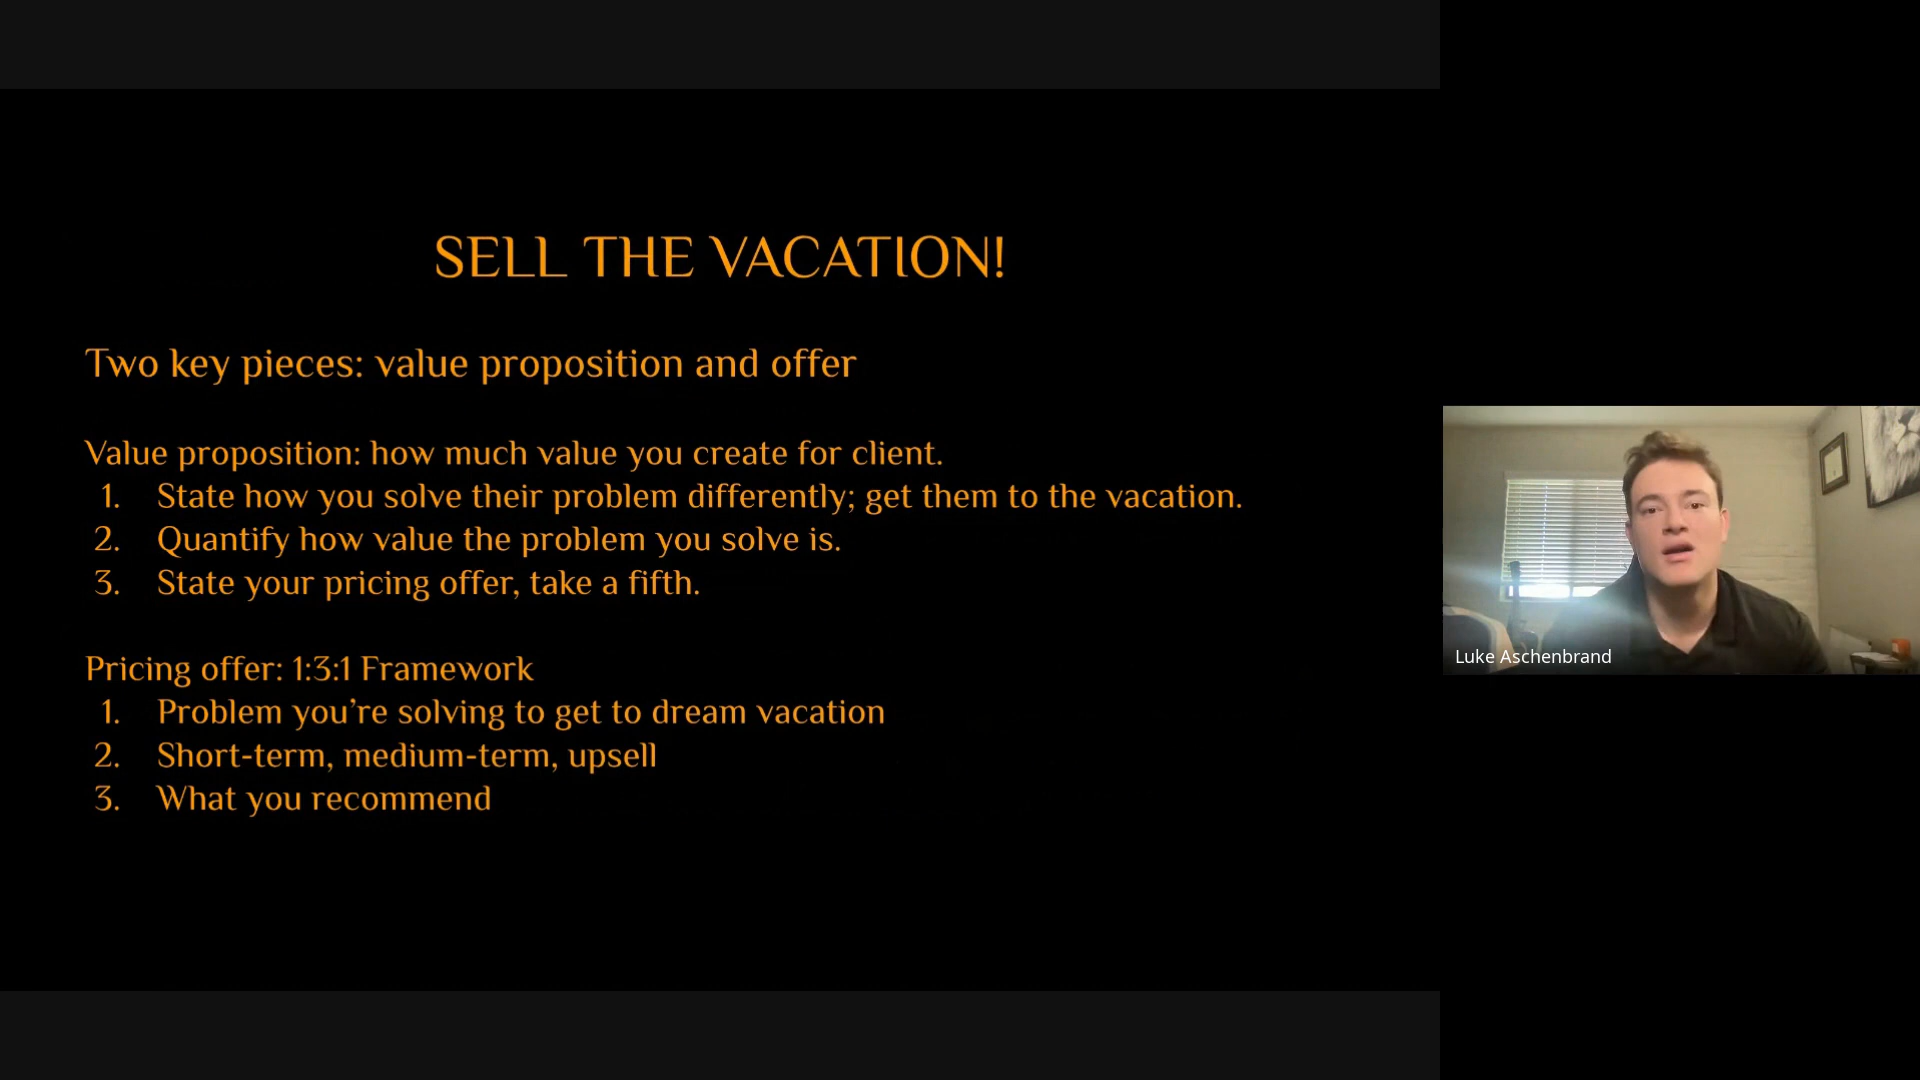 SELL THE VACATION!
Two key pieces: value proposition and offer
Value proposition: how much value you create for client.
1. State how you solve their problem differently; get them to the vacation.
2. Quantify how value the problem you solve is.
3. State your pricing offer, take a fifth.
Pricing offer: 1:3:1 Framework
1. Problem you’re solving to get to dream vacation
2. Short-term, medium-term, upsell
3. What you recommend
Luke Aschenbrand